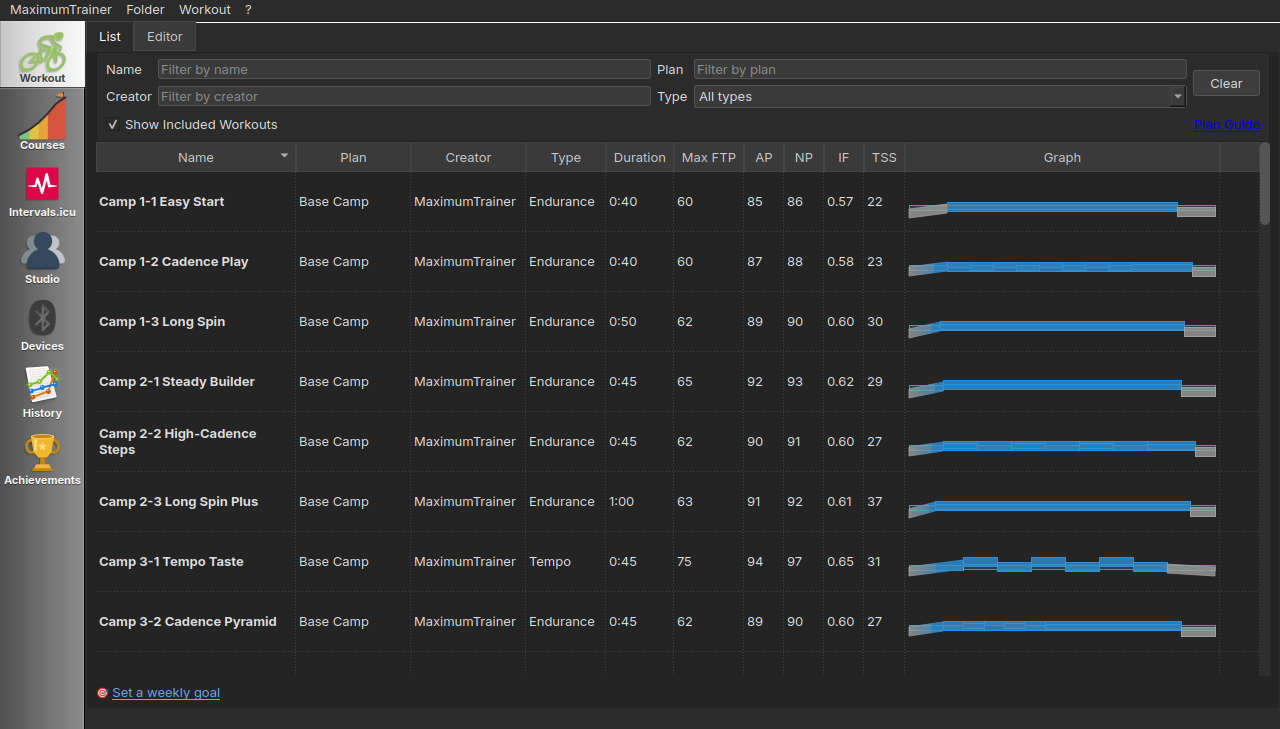 MaximumTrainer Folder Workout ?
List Editor
Name Filter by name Plan Filter by plan
Clear
Creator Filter by creator Type All types
Show Included Workouts Plan Guide
Workout
Courses
Intervals.icu
Studio
Devices
History
Achievements
Name Plan Creator Type Duration Max FTP AP NP IF TSS Graph
Camp 1-1 Easy Start Base Camp MaximumTrainer Endurance 0:40 60 85 86 0.57 22
Camp 1-2 Cadence Play Base Camp MaximumTrainer Endurance 0:40 60 87 88 0.58 23
Camp 1-3 Long Spin Base Camp MaximumTrainer Endurance 0:50 62 89 90 0.60 30
Camp 2-1 Steady Builder Base Camp MaximumTrainer Endurance 0:45 65 92 93 0.62 29
Camp 2-2 High-Cadence
Steps Base Camp MaximumTrainer Endurance 0:45 62 90 91 0.60 27
Camp 2-3 Long Spin Plus Base Camp MaximumTrainer Endurance 1:00 63 91 92 0.61 37
Camp 3-1 Tempo Taste Base Camp MaximumTrainer Tempo 0:45 75 94 97 0.65 31
Camp 3-2 Cadence Pyramid Base Camp MaximumTrainer Endurance 0:45 62 89 90 0.60 27
Set a weekly goal